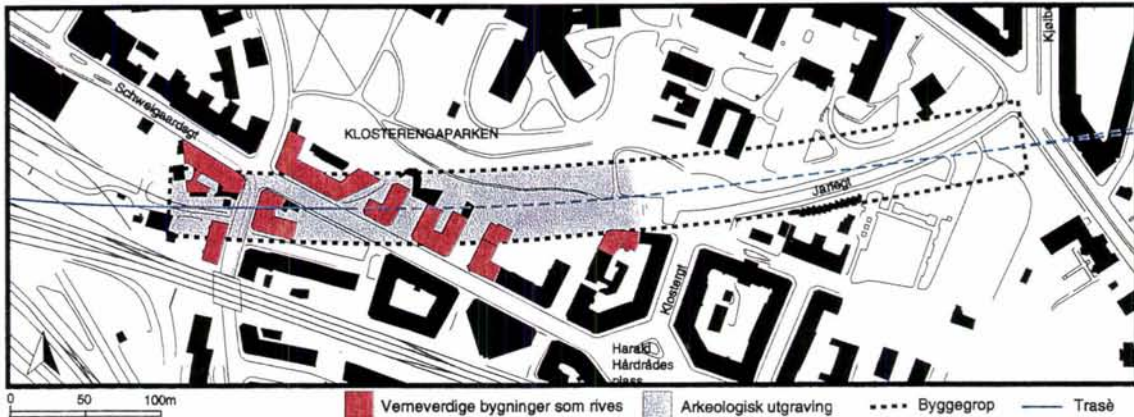 Schweigaardsgt
KLOSTERENGAPARKEN
Jarlegt
Klostergt
Harald
Hårdrådes
plass
0 50 100m
Verneverdige bygninger som rives
Arkeologisk utgraving
Byggegrop
Trasè